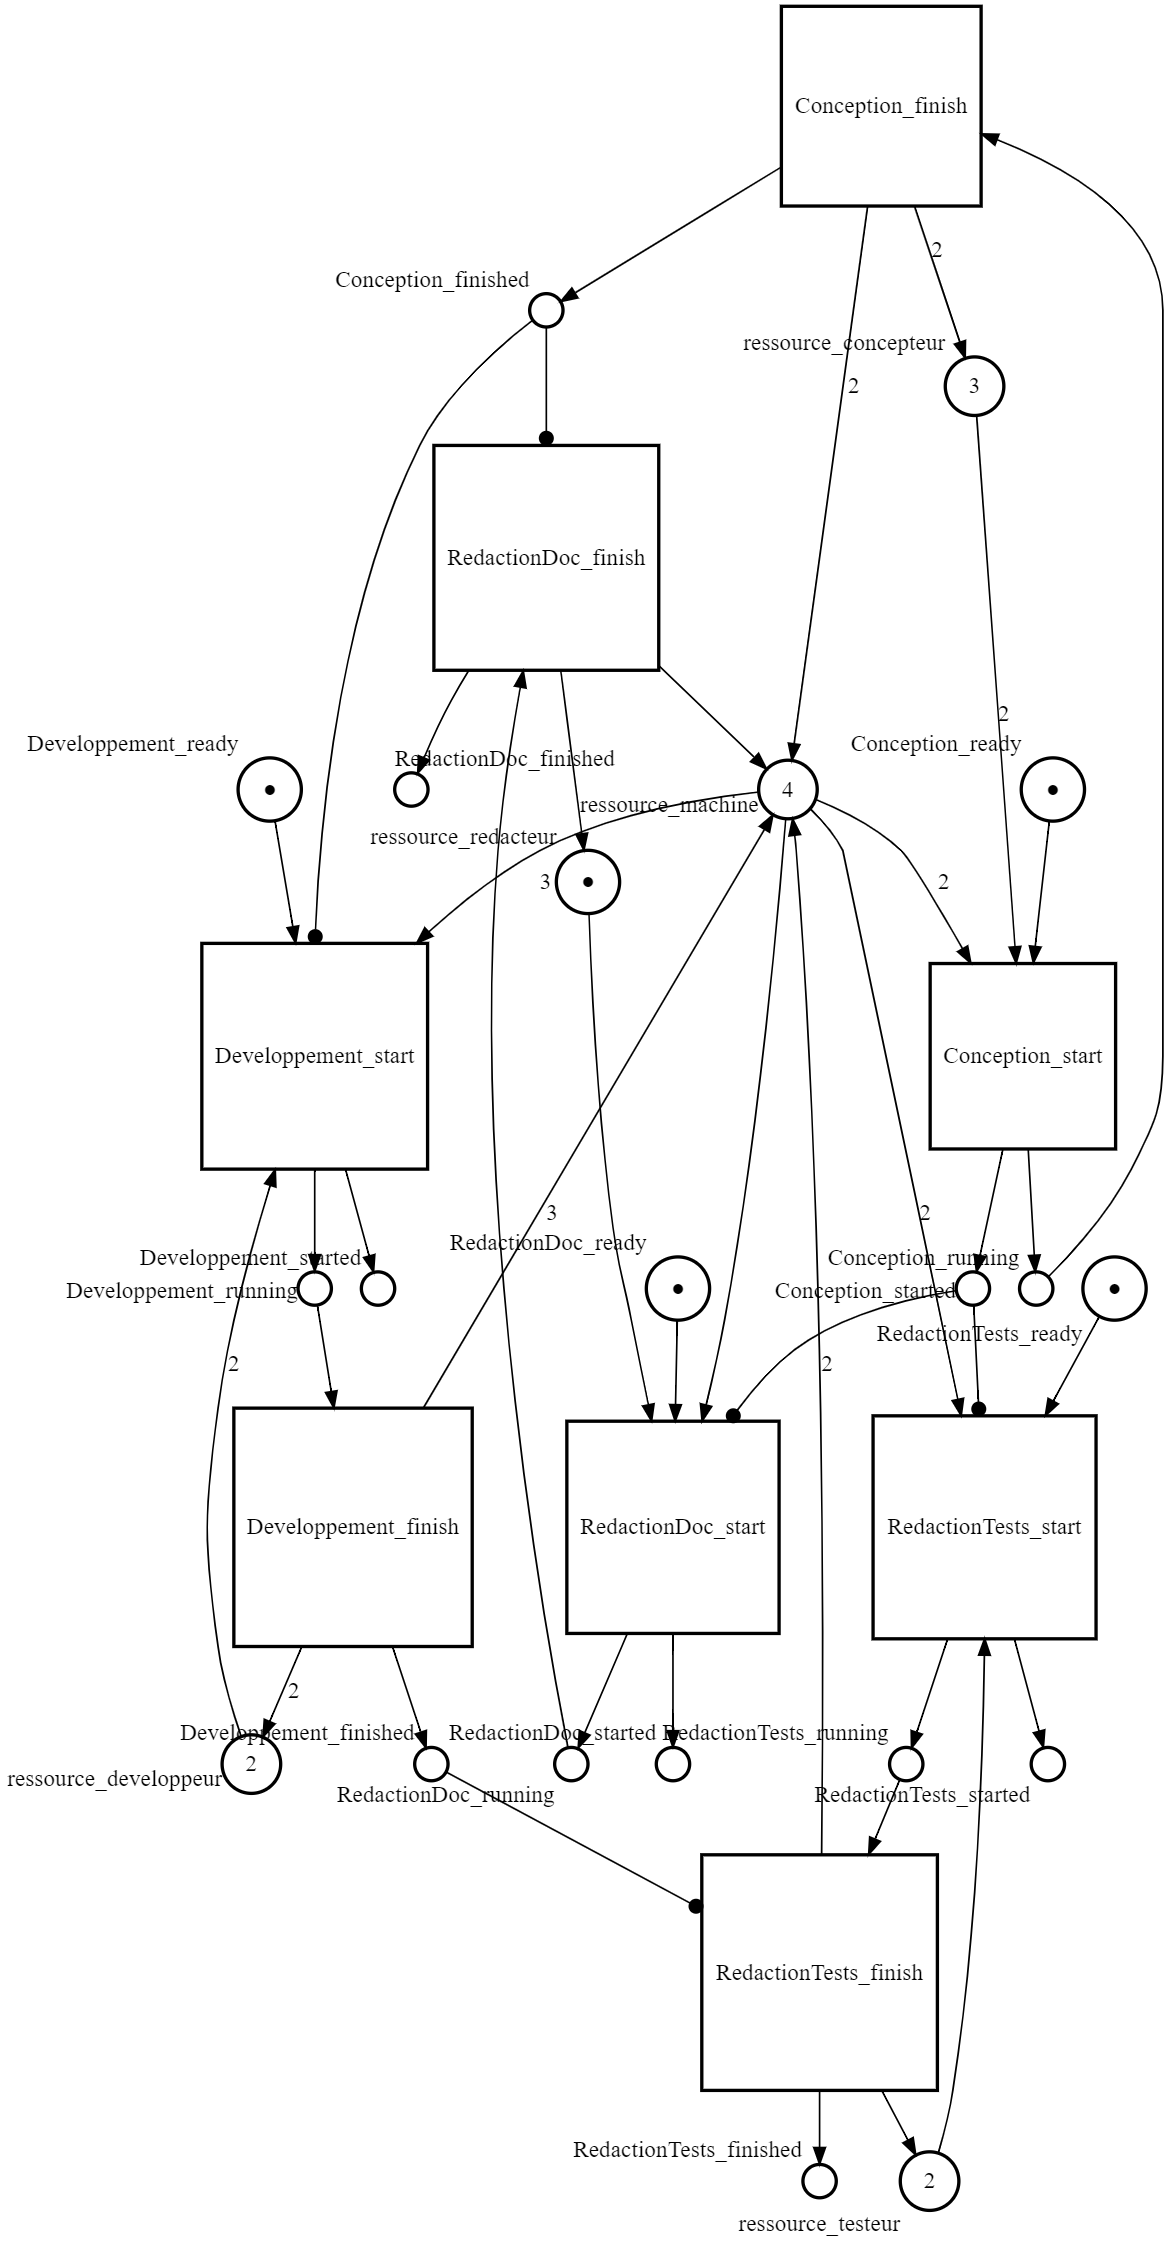 Conception_finish
2
Conception_finished
ressource_concepteur
3
2
RedactionDoc_finish
2
Developpement_ready
Conception_ready
RedactionDoc_finished
4
ressource_machine
ressource_redacteur
3
2
Developpement_start
Conception_start
3
2
RedactionDoc_ready
Developpement_started
Conception_running
Developpement_running
Conception_started
RedactionTests_ready
2
2
Developpement_finish
RedactionDoc_start
RedactionTests_start
2
Developpement_finished
RedactionDoc_started
RedactionTests_running
2
ressource_developpeur
RedactionDoc_running
RedactionTests_started
RedactionTests_finish
RedactionTests_finished
2
ressource_testeur